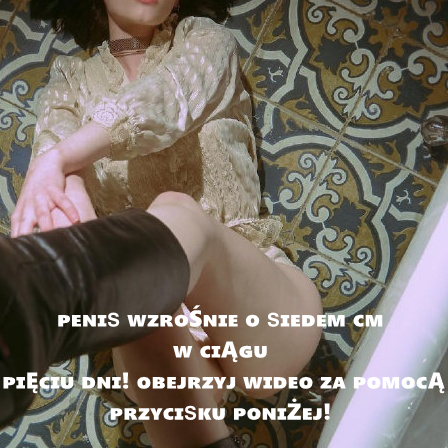 penis wzrośnie o siedem cm
w ciągu
pięciu dni! obejrzyj wideo za pomocą
przycisku poniżej!